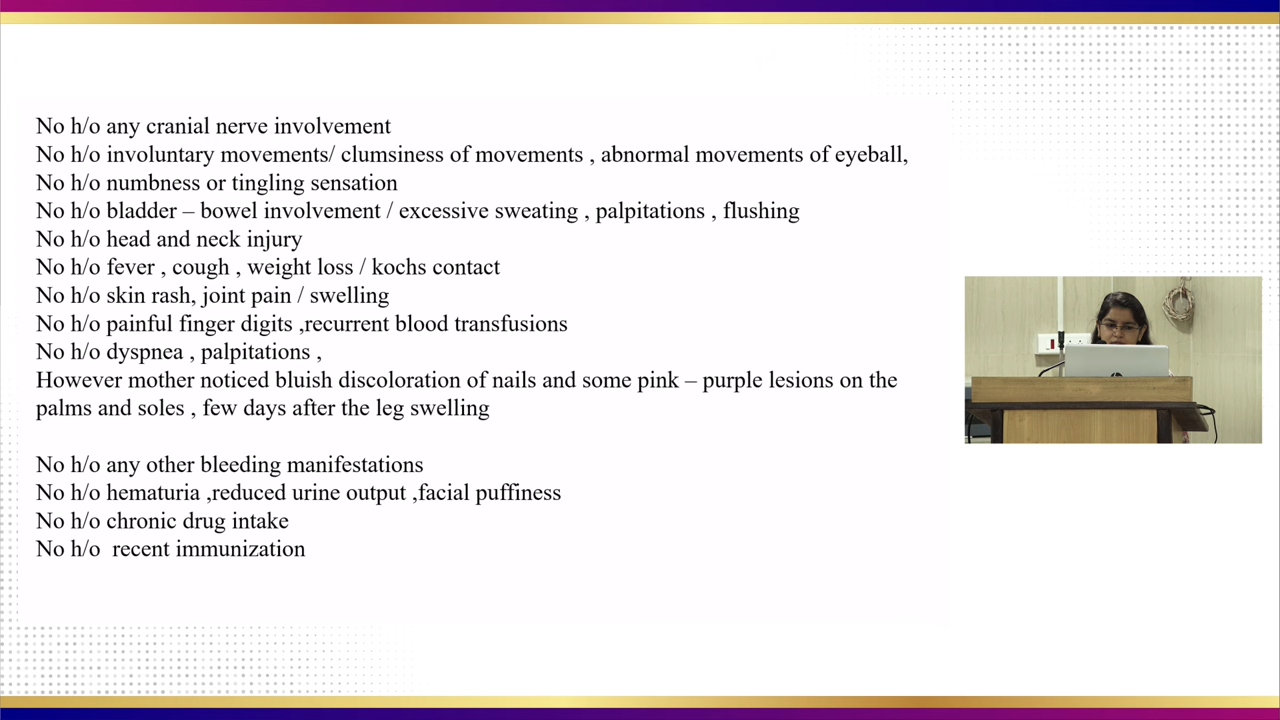 No h/o any cranial nerve involvement
No h/o involuntary movements/ clumsiness of movements , abnormal movements of eyeball,
No h/o numbness or tingling sensation
No h/o bladder – bowel involvement / excessive sweating , palpitations , flushing
No h/o head and neck injury
No h/o fever , cough , weight loss / kochs contact
No h/o skin rash, joint pain / swelling
No h/o painful finger digits ,recurrent blood transfusions
No h/o dyspnea , palpitations ,
However mother noticed bluish discoloration of nails and some pink – purple lesions on the
palms and soles , few days after the leg swelling
No h/o any other bleeding manifestations
No h/o hematuria ,reduced urine output ,facial puffiness
No h/o chronic drug intake
No h/o  recent immunization